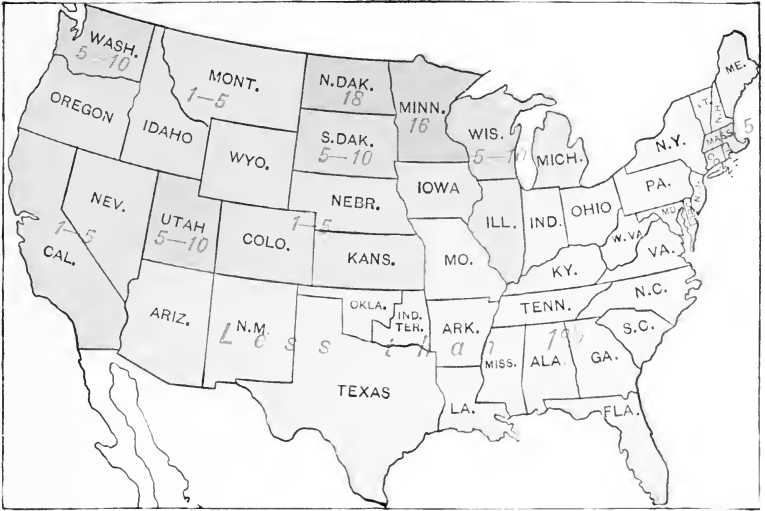 WASH.
5–10
OREGON
IDAHO
MONT.
1–5
WYO.
N.DAK.
18
S.DAK.
5–10
MINN.
16
WIS.
5–10
MICH.
NEBR.
IOWA
NEV.
UTAH
5–10
COLO.
1–5
KANS.
CAL.
1–5
ILL.
IND.
OHIO
MO.
KY.
W.VA.
VA.
PA.
N.Y.
ME.
VT.
N.H.
MASS.
5
MD.
ARIZ.
N.M.
OKLA.
IND.
TER.
ARK.
TENN.
N.C.
S.C.
Less than 1%
TEXAS
LA.
MISS.
ALA.
GA.
FLA.